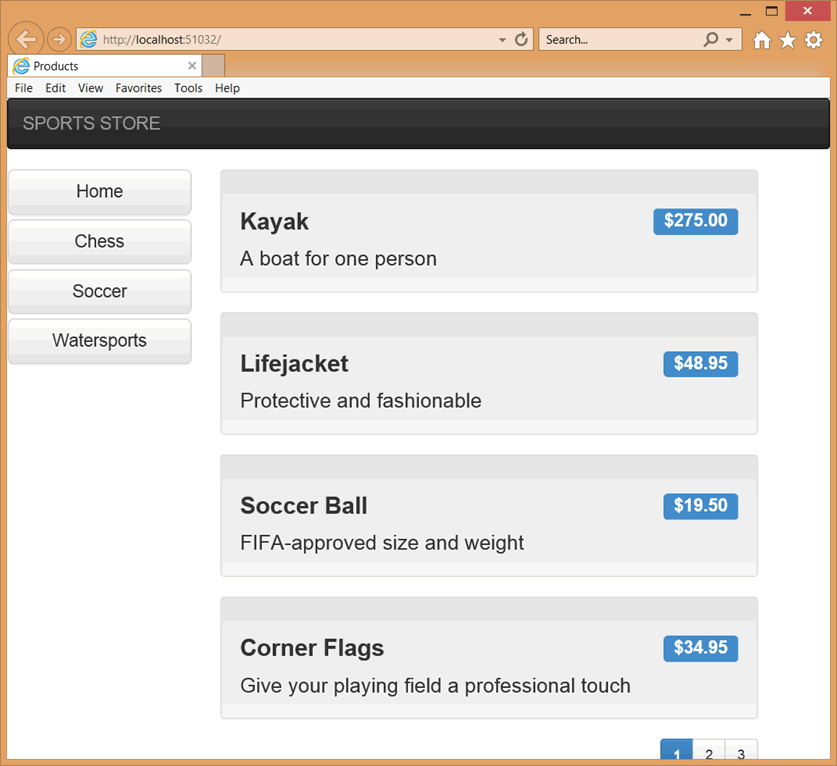 http://localhost:51032/
Search...
Products
File Edit View Favorites Tools Help
SPORTS STORE
Home
Chess
Soccer
Watersports
Kayak
$275.00
A boat for one person
Lifejacket
$48.95
Protective and fashionable
Soccer Ball
$19.50
FIFA-approved size and weight
Corner Flags
$34.95
Give your playing field a professional touch
1 2 3